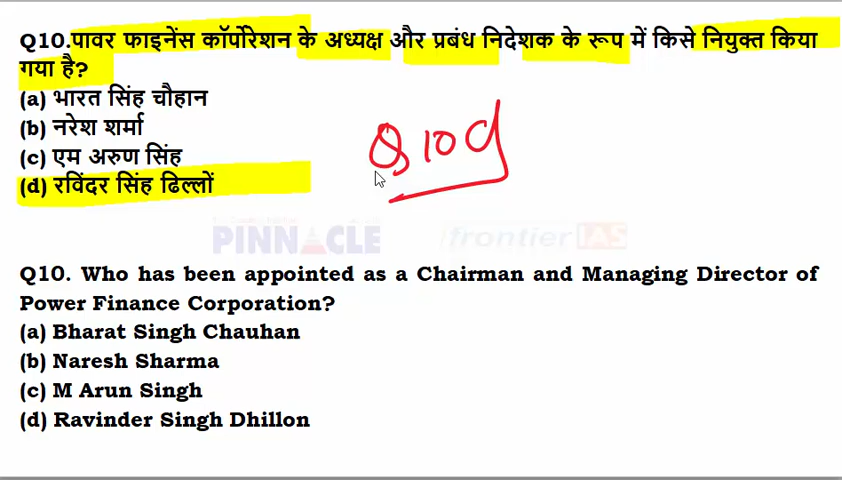 Q10.पावर फाइनेंस कॉर्पोरेशन के अध्यक्ष और प्रबंध निदेशक के रूप में किसे नियुक्त किया
गया है?
(a) भारत सिंह चौहान
(b) नरेश शर्मा
(c) एम अरुण सिंह
(d) रविंदर सिंह ढिल्लों
Q10d
PINNACLE frontier IAS
Q10. Who has been appointed as a Chairman and Managing Director of
Power Finance Corporation?
(a) Bharat Singh Chauhan
(b) Naresh Sharma
(c) M Arun Singh
(d) Ravinder Singh Dhillon